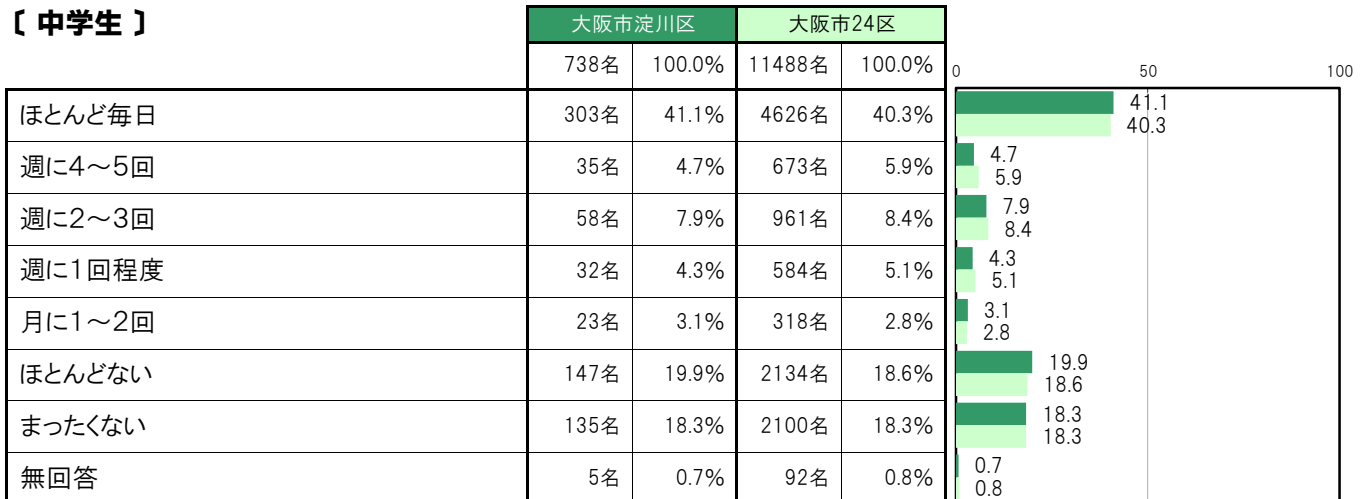 〔 中学生 〕
大阪市淀川区 大阪市24区
738名 100.0% 11488名 100.0%
0 50 100
ほとんど毎日 303名 41.1% 4626名 40.3% 41.1 40.3
週に4～5回 35名 4.7% 673名 5.9% 4.7 5.9
週に2～3回 58名 7.9% 961名 8.4% 7.9 8.4
週に1回程度 32名 4.3% 584名 5.1% 4.3 5.1
月に1～2回 23名 3.1% 318名 2.8% 3.1 2.8
ほとんどない 147名 19.9% 2134名 18.6% 19.9 18.6
まったくない 135名 18.3% 2100名 18.3% 18.3 18.3
無回答 5名 0.7% 92名 0.8% 0.7 0.8